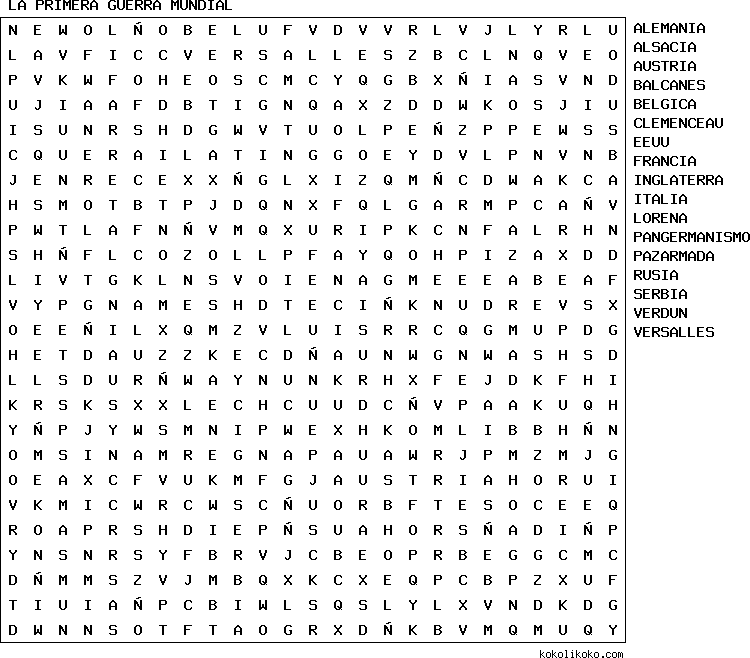 LA PRIMERA GUERRA MUNDIAL
N E W O L Ñ O B E L U F V D V V R L V J L Y R L U
L A V F I C C V E R S A L L E S Z B C L N Q V E O
P V K W F O H E O S C M C Y Q G B X Ñ I A S V N D
U J I A A F D B T I G N Q A X Z D D W K O S J I U
I S U N R S H D G W V T U O L P E Ñ Z P P E W S S
C Q U E R A I L A T I N G G O E Y D V L P N V N B
J E N R E C E X X Ñ G L X I Z Q M Ñ C D W A K C A
H S M O T B T P J D Q N X F Q L G A R M P C A Ñ V
P W T L A F N Ñ V M Q X U R I P K C N F A L R H N
S H Ñ F L C O Z O L L P F A Y Q O H P I Z A X D D
L I V T G K L N S V O I E N A G M E E E A B E A F
V Y P G N A M E S H D T E C I Ñ K N U D R E V S X
O E E Ñ I L X Q M Z V L U I S R R C Q G M U P D G
H E T D A U Z Z K E C D Ñ A U N W G N W A S H S D
L L S D U R Ñ W A Y N U N K R H X F E J D K F H I
K R S K S X X L E C H C U U D C Ñ V P A A K U Q H
Y Ñ P J Y W S M N I P W E X H K O M L I B B H Ñ N
O M S I N A M R E G N A P A U A W R J P M Z M J G
O E A X C F V U K M F G J A U S T R I A H O R U I
V K M I C W R C W S C Ñ U O R B F T E S O C E E Q
R O A P R S H D I E P Ñ S U A H O R S Ñ A D I Ñ P
Y N S N R S Y F B R V J C B E O P R B E G G C M C
D Ñ M M S Z V J M B Q X K C X E Q P C B P Z X U F
T I U I A Ñ P C B I W L S Q S L Y L X V N D K D G
D W N N S O T F T A O G R X D Ñ K B V M Q M U Q Y
ALEMANIA
ALSACIA
AUSTRIA
BALCANES
BELGICA
CLEMENCEAU
EEUU
FRANCIA
INGLATERRA
ITALIA
LORENA
PANGERMANISMO
PAZARMADA
RUSIA
SERBIA
VERDUN
VERSALLES
kokolikoko.com